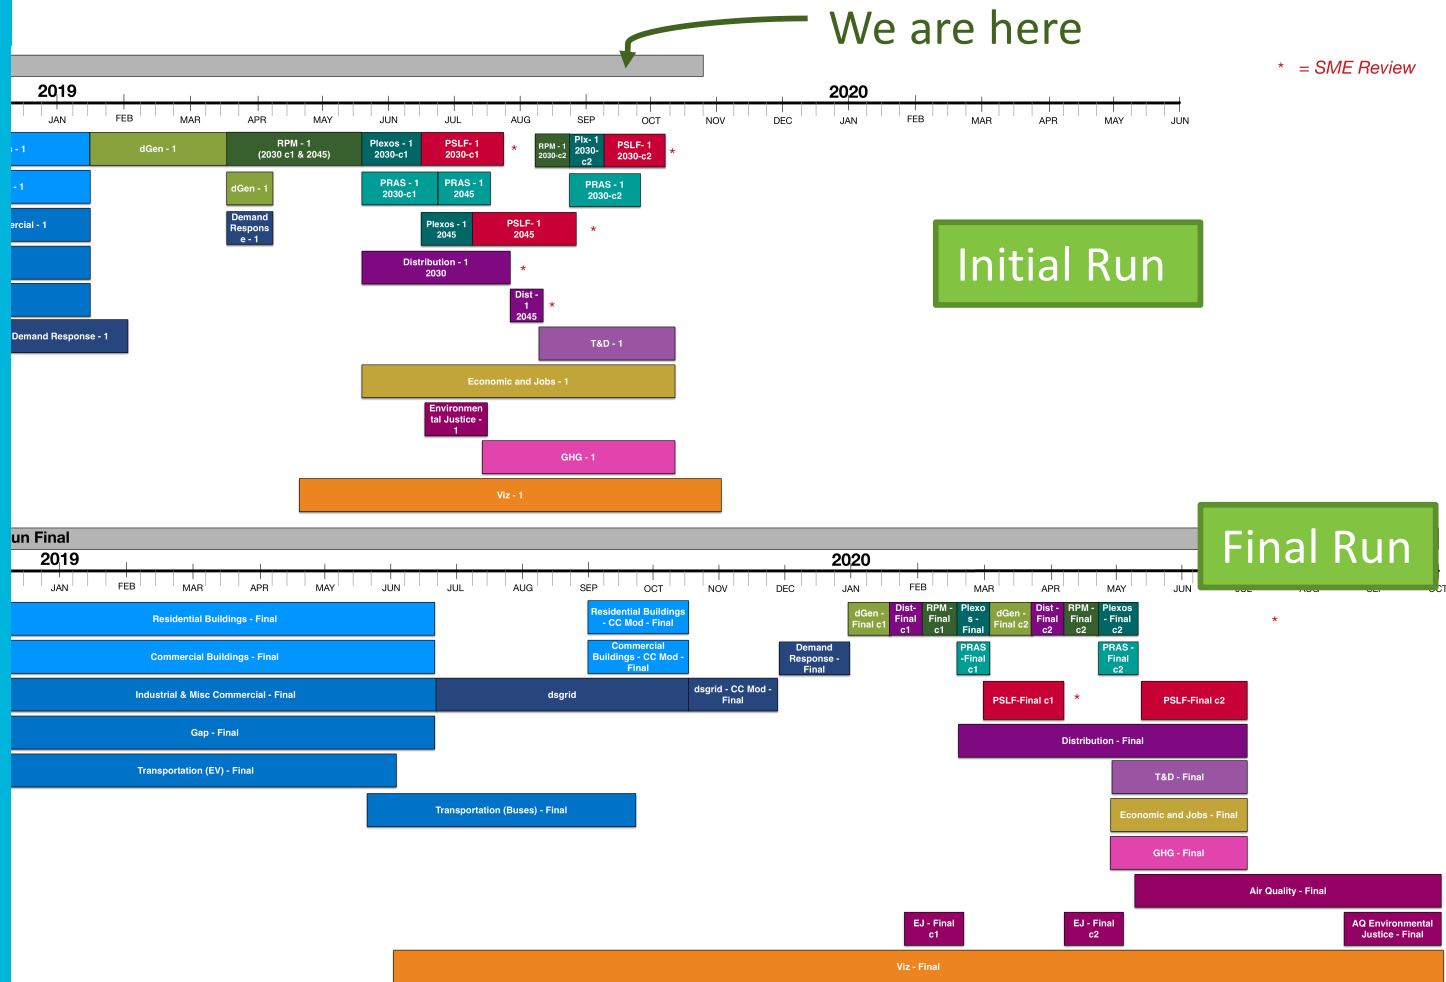 We are here
* = SME Review
2019
2020
JAN FEB MAR APR MAY JUN JUL AUG SEP OCT NOV DEC JAN FEB MAR APR MAY JUN
- 1
dGen - 1
RPM - 1
(2030 c1 & 2045)
Plexos - 1
2030-c1
PSLF- 1
2030-c1
*
RPM - 1
2030-c2
Plx- 1
2030-
c2
PSLF- 1
2030-c2
*
- 1
dGen - 1
PRAS - 1
2030-c1
PRAS - 1
2045
PRAS - 1
2030-c2
ercial - 1
Demand
Respons
e - 1
Plexos - 1
2045
PSLF- 1
2045
*
Initial Run
Distribution - 1
2030
*
Dist -
1
2045
*
Demand Response - 1
T&D - 1
Economic and Jobs - 1
Environmen
tal Justice -
1
GHG - 1
Viz - 1
un Final
Final Run
2019
2020
JAN FEB MAR APR MAY JUN JUL AUG SEP OCT NOV DEC JAN FEB MAR APR MAY JUN JUL AUG SEP OCT
Residential Buildings - Final
Residential Buildings
- CC Mod - Final
dGen -
Final c1
Dist-
Final
c1
RPM -
Final
c1
Plexo
s -
Final
dGen -
Final c2
Dist -
Final
c2
RPM -
Final
c2
Plexos
- Final
c2
*
Commercial Buildings - Final
Commercial
Buildings - CC Mod -
Final
Demand
Response -
Final
PRAS
-Final
c1
PRAS -
Final
c2
Industrial & Misc Commercial - Final
dsgrid
dsgrid - CC Mod -
Final
PSLF-Final c1
*
PSLF-Final c2
Gap - Final
Distribution - Final
Transportation (EV) - Final
T&D - Final
Transportation (Buses) - Final
Economic and Jobs - Final
GHG - Final
Air Quality - Final
EJ - Final
c1
EJ - Final
c2
AQ Environmental
Justice - Final
Viz - Final